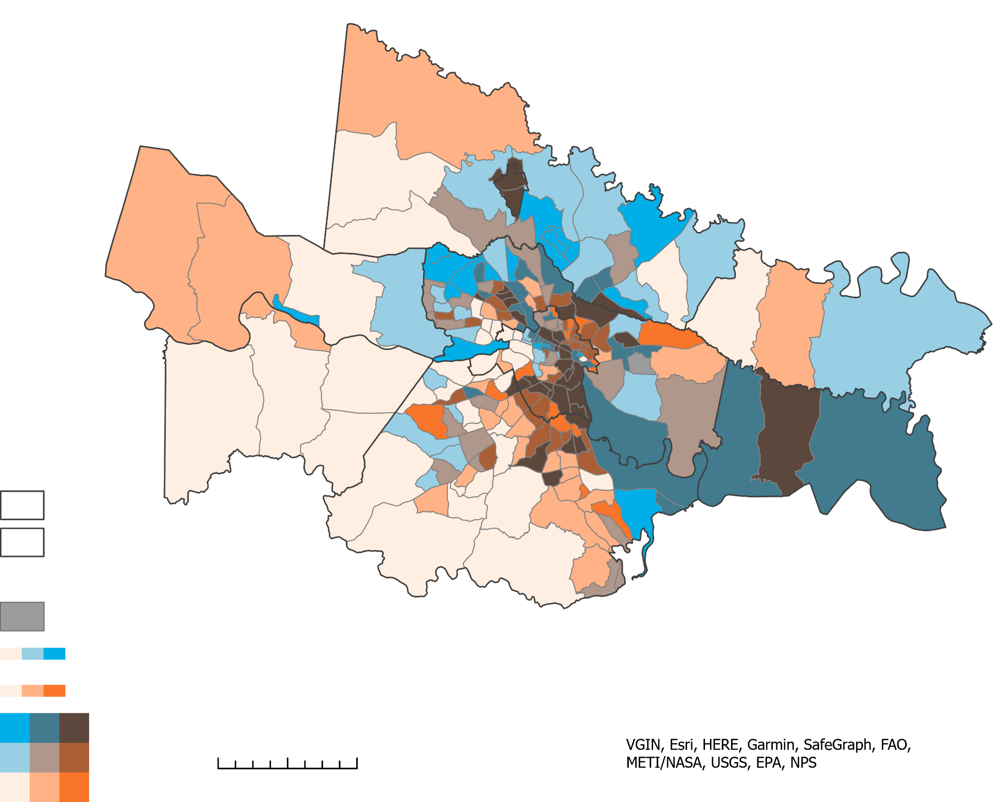 VGIN, Esri, HERE, Garmin, SafeGraph, FAO,
METI/NASA, USGS, EPA, NPS